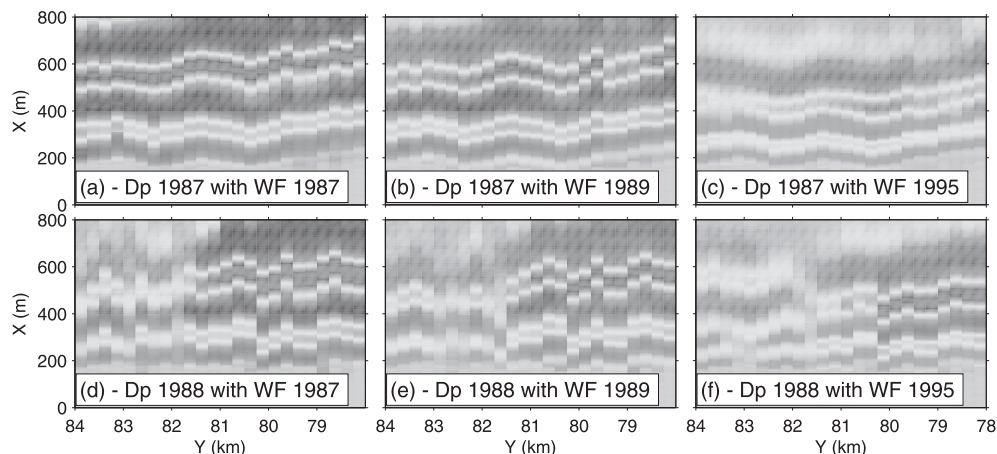 800
600
400
200
0
X (m)
(a) - Dp 1987 with WF 1987
(b) - Dp 1987 with WF 1989
(c) - Dp 1987 with WF 1995
800
600
400
200
0
X (m)
(d) - Dp 1988 with WF 1987
(e) - Dp 1988 with WF 1989
(f) - Dp 1988 with WF 1995
84 83 82 81 80 79 84 83 82 81 80 79 84 83 82 81 80 79 78
Y (km) Y (km) Y (km)